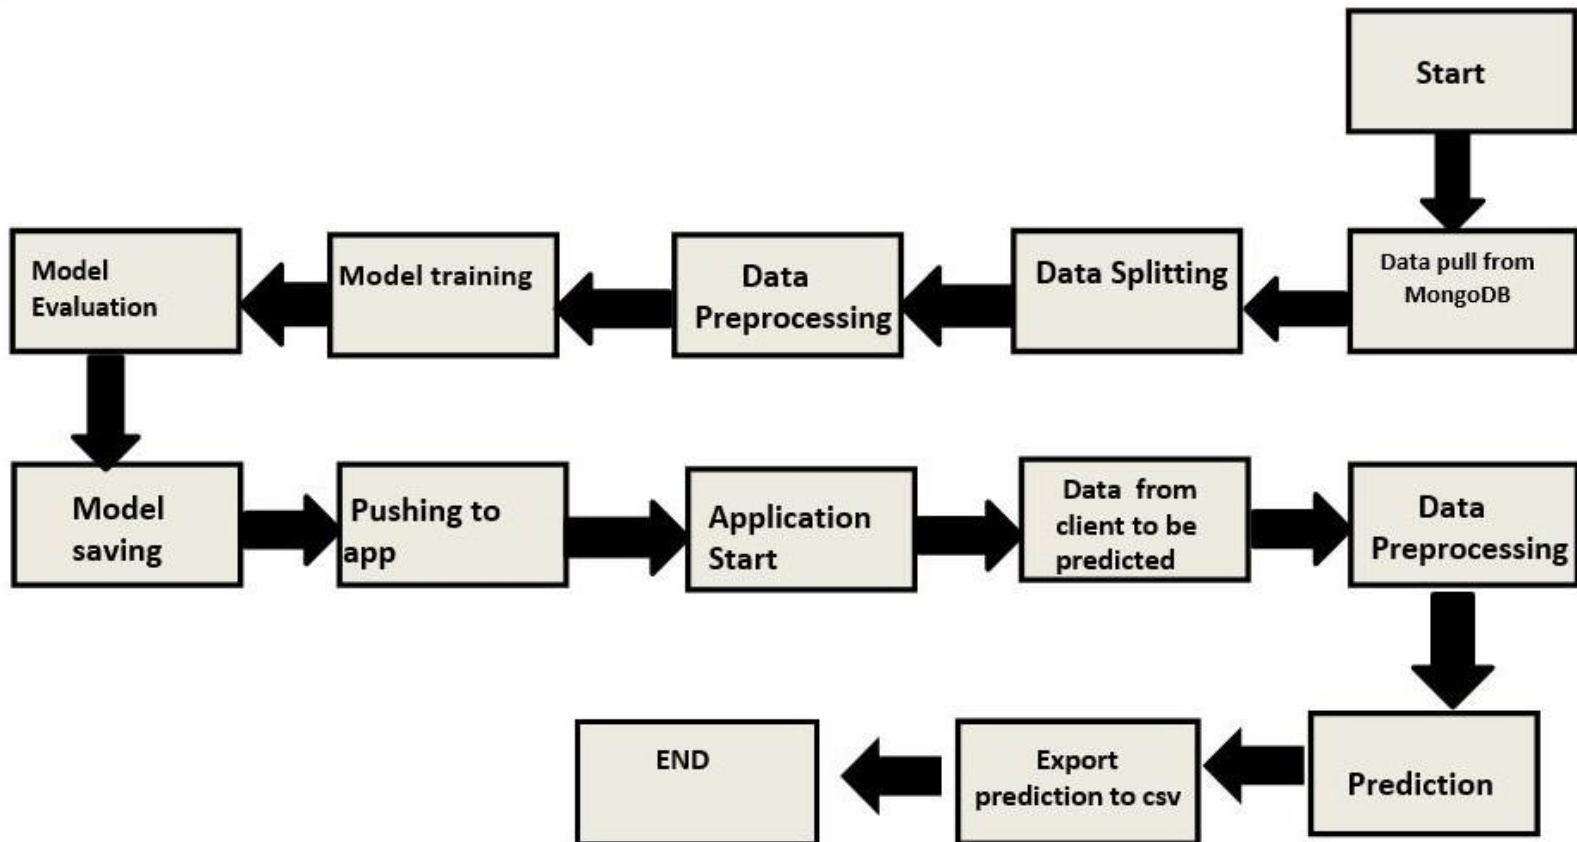 Start
Data pull from
MongoDB
Data Splitting
Data
Preprocessing
Model training
Model
Evaluation
Model
saving
Pushing to
app
Application
Start
Data from
client to be
predicted
Data
Preprocessing
Prediction
Export
prediction to csv
END